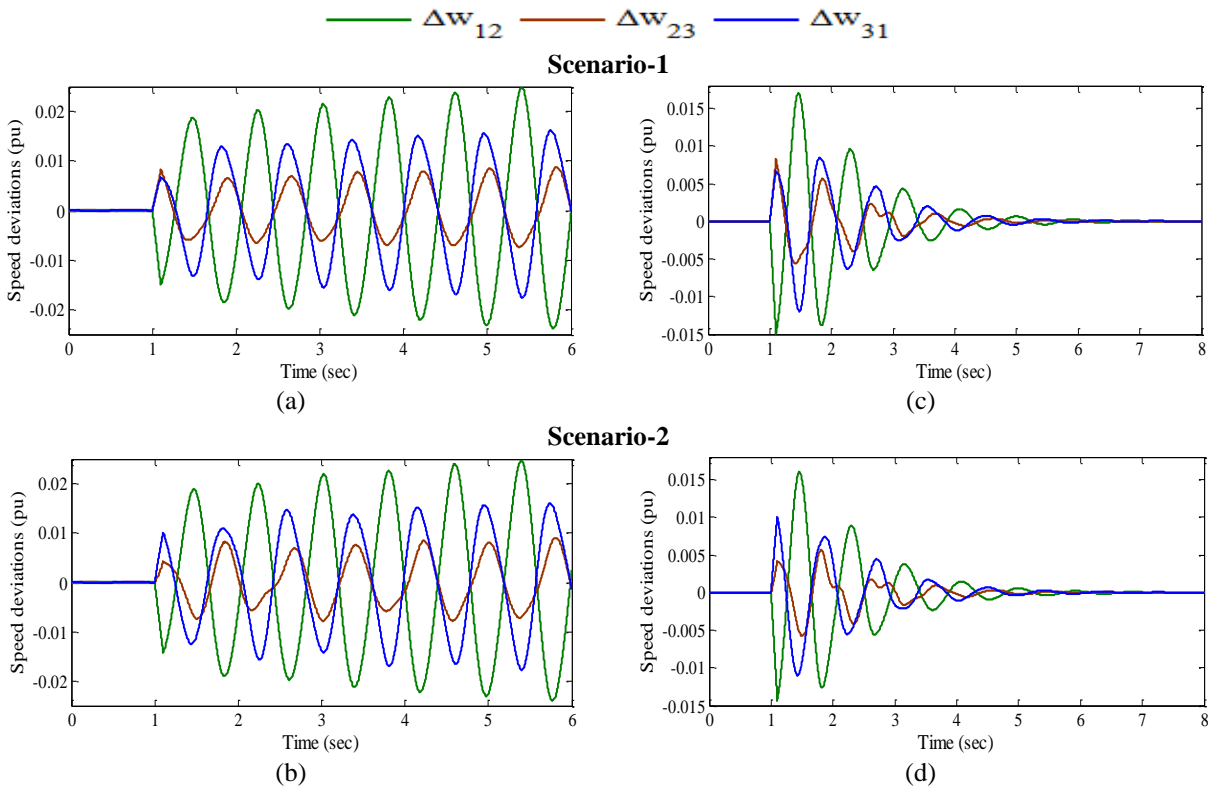 Δw12 Δw23 Δw31
Scenario-1
Speed deviations (pu)
0.02
0.01
0
-0.01
-0.02
0 1 2 3 4 5 6
Time (sec)
(a)
Speed deviations (pu)
0.015
0.01
0.005
0
-0.005
-0.01
-0.015
0 1 2 3 4 5 6 7 8
Time (sec)
(c)
Scenario-2
Speed deviations (pu)
0.02
0.01
0
-0.01
-0.02
0 1 2 3 4 5 6
Time (sec)
(b)
Speed deviations (pu)
0.015
0.01
0.005
0
-0.005
-0.01
-0.015
0 1 2 3 4 5 6 7 8
Time (sec)
(d)